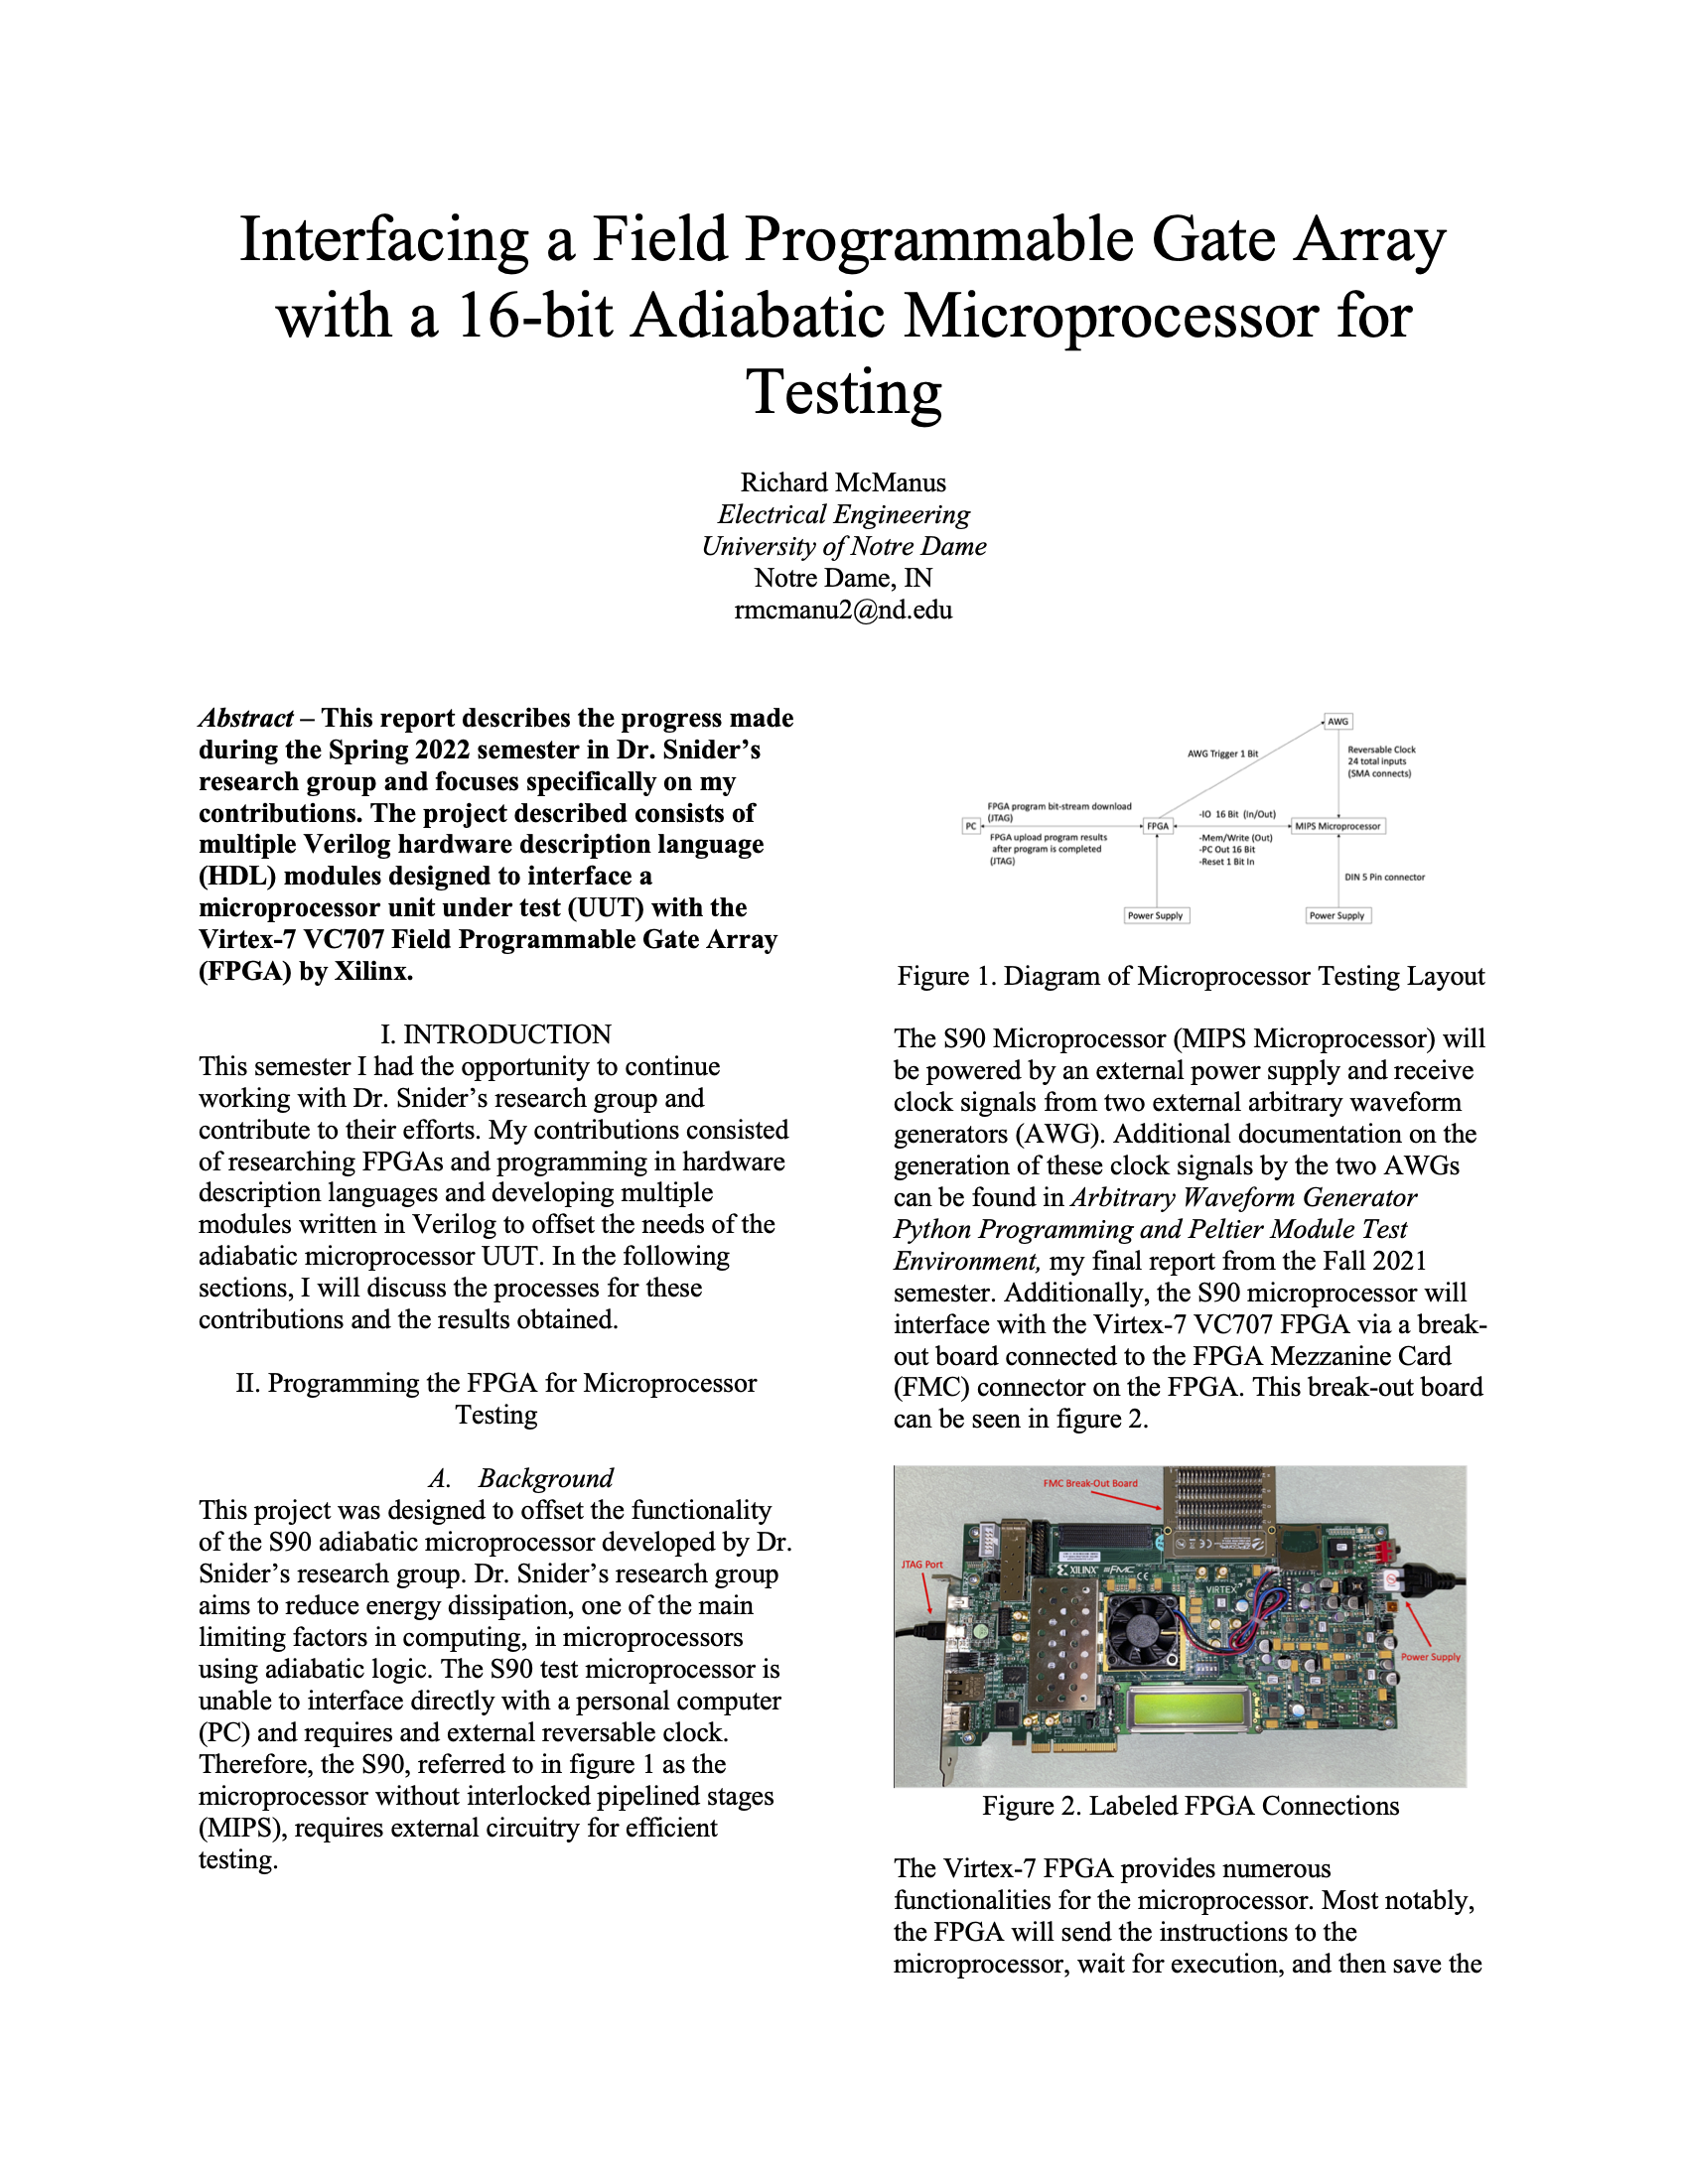 Interfacing a Field Programmable Gate Array
with a 16-bit Adiabatic Microprocessor for
Testing
Richard McManus
Electrical Engineering
University of Notre Dame
Notre Dame, IN
rmcmanu2@nd.edu
Abstract – This report describes the progress made
during the Spring 2022 semester in Dr. Snider’s
research group and focuses specifically on my
contributions. The project described consists of
multiple Verilog hardware description language
(HDL) modules designed to interface a
microprocessor unit under test (UUT) with the
Virtex-7 VC707 Field Programmable Gate Array
(FPGA) by Xilinx.
I. INTRODUCTION
This semester I had the opportunity to continue
working with Dr. Snider’s research group and
contribute to their efforts. My contributions consisted
of researching FPGAs and programming in hardware
description languages and developing multiple
modules written in Verilog to offset the needs of the
adiabatic microprocessor UUT. In the following
sections, I will discuss the processes for these
contributions and the results obtained.
II. Programming the FPGA for Microprocessor
Testing
A. Background
This project was designed to offset the functionality
of the S90 adiabatic microprocessor developed by Dr.
Snider’s research group. Dr. Snider’s research group
aims to reduce energy dissipation, one of the main
limiting factors in computing, in microprocessors
using adiabatic logic. The S90 test microprocessor is
unable to interface directly with a personal computer
(PC) and requires and external reversable clock.
Therefore, the S90, referred to in figure 1 as the
microprocessor without interlocked pipelined stages
(MIPS), requires external circuitry for efficient
testing.
AWG
AWG Trigger 1 Bit
Reversable Clock
24 total inputs
(SMA connects)
FPGA program bit-stream download
(JTAG)
-IO 16 Bit (In/Out)
PC
FPGA
MIPS Microprocessor
FPGA upload program results
after program is completed
(JTAG)
-Mem/Write (Out)
-PC Out 16 Bit
-Reset 1 Bit In
DIN 5 Pin connector
Power Supply
Power Supply
Figure 1. Diagram of Microprocessor Testing Layout
The S90 Microprocessor (MIPS Microprocessor) will
be powered by an external power supply and receive
clock signals from two external arbitrary waveform
generators (AWG). Additional documentation on the
generation of these clock signals by the two AWGs
can be found in Arbitrary Waveform Generator
Python Programming and Peltier Module Test
Environment, my final report from the Fall 2021
semester. Additionally, the S90 microprocessor will
interface with the Virtex-7 VC707 FPGA via a break-
out board connected to the FPGA Mezzanine Card
(FMC) connector on the FPGA. This break-out board
can be seen in figure 2.
FMC Break-Out Board
JTAG Port
XILINX
FMC
CE
VIRTEX
Power Supply
Figure 2. Labeled FPGA Connections
The Virtex-7 FPGA provides numerous
functionalities for the microprocessor. Most notably,
the FPGA will send the instructions to the
microprocessor, wait for execution, and then save the